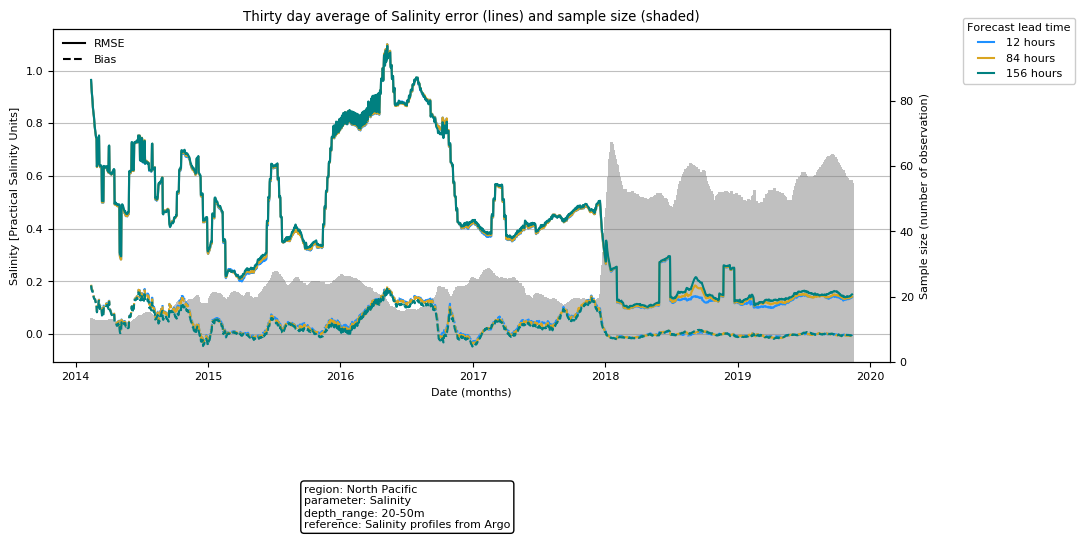 Thirty day average of Salinity error (lines) and sample size (shaded)
Forecast lead time
12 hours
84 hours
156 hours
RMSE
Bias
Salinity [Practical Salinity Units]
1.0
0.8
0.6
0.4
0.2
0.0
Sample size (number of observation)
80
60
40
20
0
2014 2015 2016 2017 2018 2019 2020
Date (months)
region: North Pacific
parameter: Salinity
depth_range: 20-50m
reference: Salinity profiles from Argo